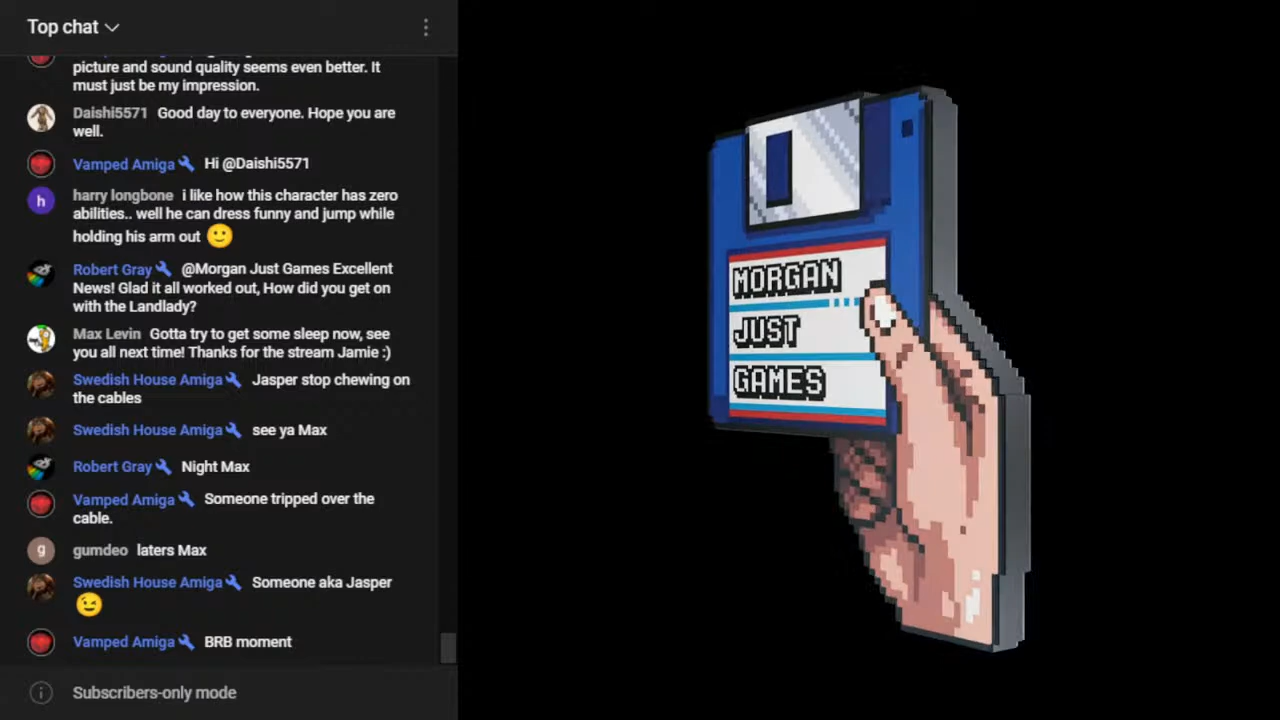 Top chat
picture and sound quality seems even better. It
must just be my impression.
Daishi5571 Good day to everyone. Hope you are
well.
Vamped Amiga Hi @Daishi5571
h
harry longbone i like how this character has zero
abilities.. well he can dress funny and jump while
holding his arm out
Robert Gray @Morgan Just Games Excellent
News! Glad it all worked out, How did you get on
with the Landlady?
Max Levin Gotta try to get some sleep now, see
you all next time! Thanks for the stream Jamie :)
Swedish House Amiga Jasper stop chewing on
the cables
Swedish House Amiga see ya Max
Robert Gray Night Max
Vamped Amiga Someone tripped over the
cable.
g
gumdeo laters Max
Swedish House Amiga Someone aka Jasper
Vamped Amiga BRB moment
Subscribers-only mode
MORGAN
JUST
GAMES